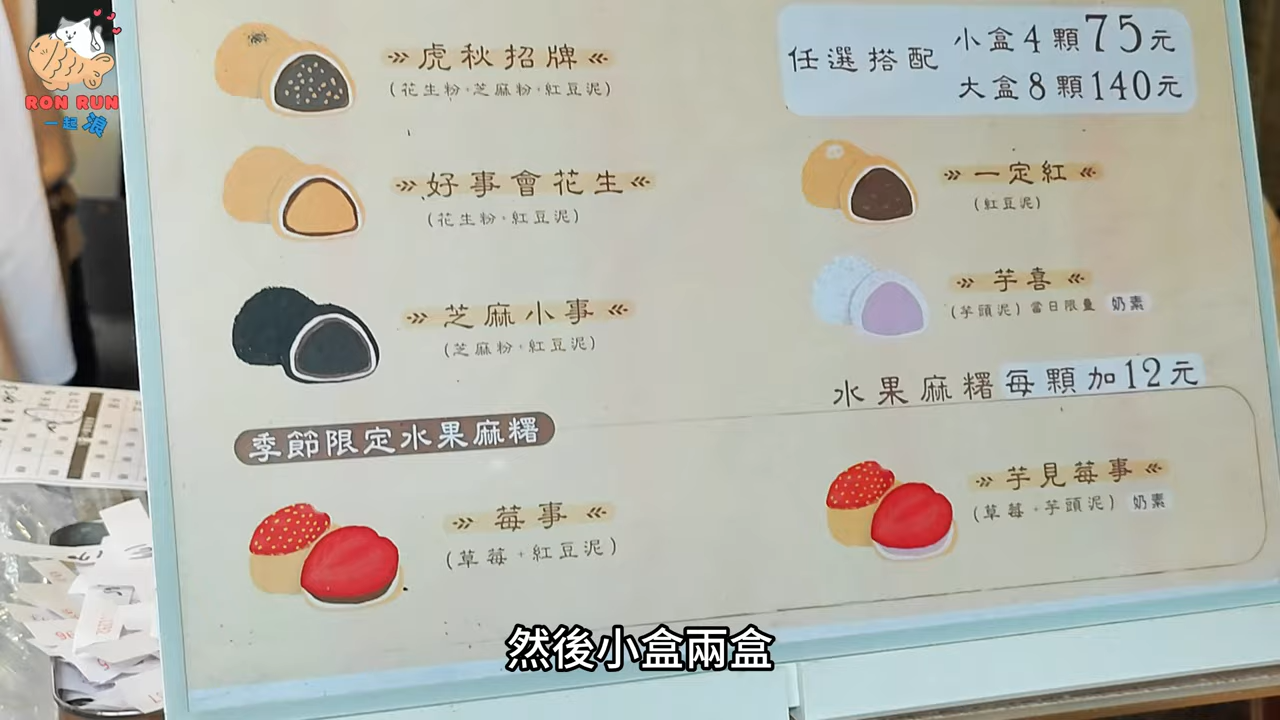 RON RUN
一起浪
»虎秋招牌«
(花生粉+芝麻粉+紅豆泥)
任選搭配
小盒4顆75元
大盒8顆140元
»好事會花生«
(花生粉+紅豆泥)
»一定紅«
(紅豆泥)
»芝麻小事«
(芝麻粉+紅豆泥)
»芋喜«
(芋頭泥)當日限量 奶素
水果麻糬每顆加12元
季節限定水果麻糬
»莓事«
(草莓+紅豆泥)
»芋見莓事«
(草莓+芋頭泥) 奶素
然後小盒兩盒